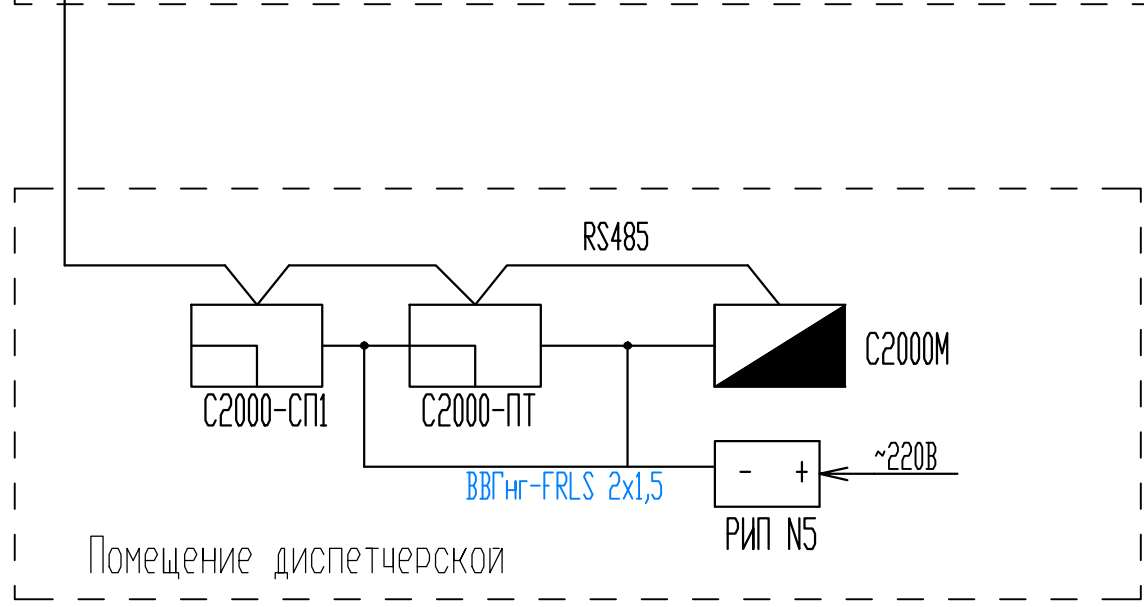 RS485
С2000М
С2000-СП1
С2000-ПТ
~220В
- +
ВВГнг-FRLS 2х1,5
РИП N5
Помещение диспетчерской